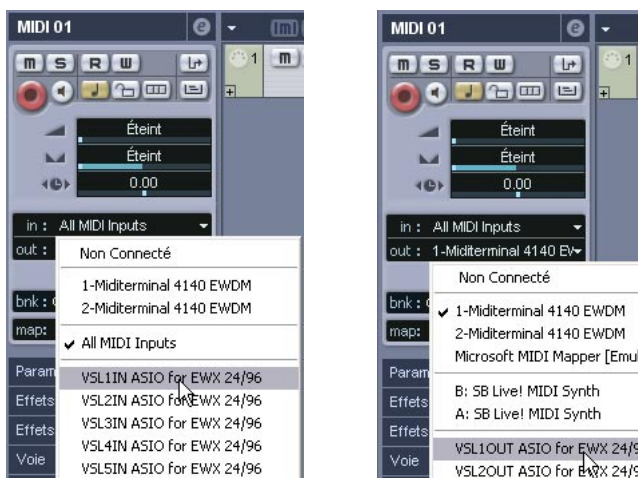 MIDI 01
M S R W
Éteint
Éteint
0.00
in : All MIDI Inputs
out :
bnk :
map:
Param
Effets
Effets
Voie
1 m
Non Connecté
1-Miditerminal 4140 EWDM
2-Miditerminal 4140 EWDM
All MIDI Inputs
VSL1IN ASIO for EWX 24/96
VSL2IN ASIO for EWX 24/96
VSL3IN ASIO for EWX 24/96
VSL4IN ASIO for EWX 24/96
VSL5IN ASIO for EWX 24/96
MIDI 01
M S R W
Éteint
Éteint
0.00
in : All MIDI Inputs
out : 1-Miditerminal 4140 EV
bnk :
map:
Param
Effets
Effets
Voie
1
Non Connecté
1-Miditerminal 4140 EWDM
2-Miditerminal 4140 EWDM
Microsoft MIDI Mapper [Emul
B: SB Live! MIDI Synth
A: SB Live! MIDI Synth
VSL1OUT ASIO for EWX 24/9
VSL2OUT ASIO for EWX 24/9